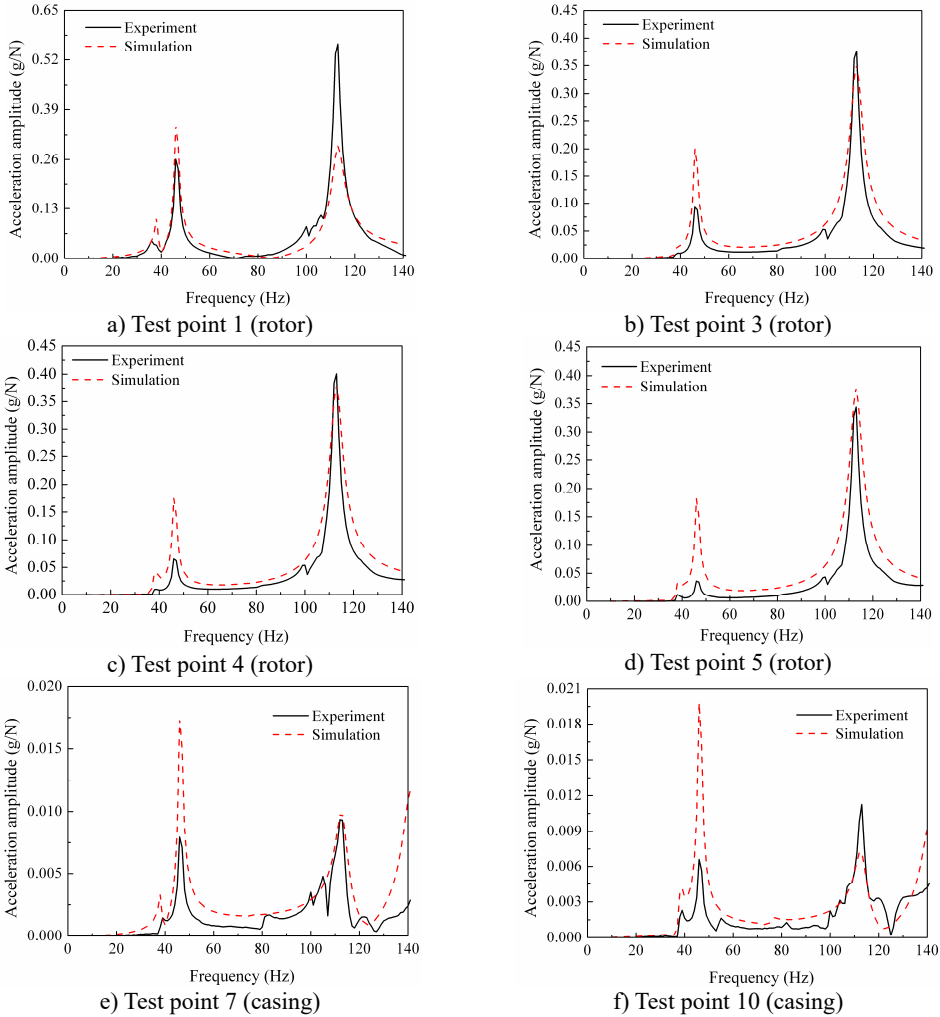 0.65
0.52
0.39
0.26
0.13
0.00
Acceleration amplitude (g/N)
Experiment
Simulation
0 20 40 60 80 100 120 140
Frequency (Hz)
a) Test point 1 (rotor)
0.45
0.40
0.35
0.30
0.25
0.20
0.15
0.10
0.05
0.00
Acceleration amplitude (g/N)
Experiment
Simulation
0 20 40 60 80 100 120 140
Frequency (Hz)
b) Test point 3 (rotor)
0.45
0.40
0.35
0.30
0.25
0.20
0.15
0.10
0.05
0.00
Acceleration amplitude (g/N)
Experiment
Simulation
0 20 40 60 80 100 120 140
Frequency (Hz)
c) Test point 4 (rotor)
0.45
0.40
0.35
0.30
0.25
0.20
0.15
0.10
0.05
0.00
Acceleration amplitude (g/N)
Experiment
Simulation
0 20 40 60 80 100 120 140
Frequency (Hz)
d) Test point 5 (rotor)
0.020
0.015
0.010
0.005
0.000
Acceleration amplitude (g/N)
Experiment
Simulation
0 20 40 60 80 100 120 140
Frequency (Hz)
e) Test point 7 (casing)
0.021
0.018
0.015
0.012
0.009
0.006
0.003
0.000
Acceleration amplitude (g/N)
Experiment
Simulation
0 20 40 60 80 100 120 140
Frequency (Hz)
f) Test point 10 (casing)